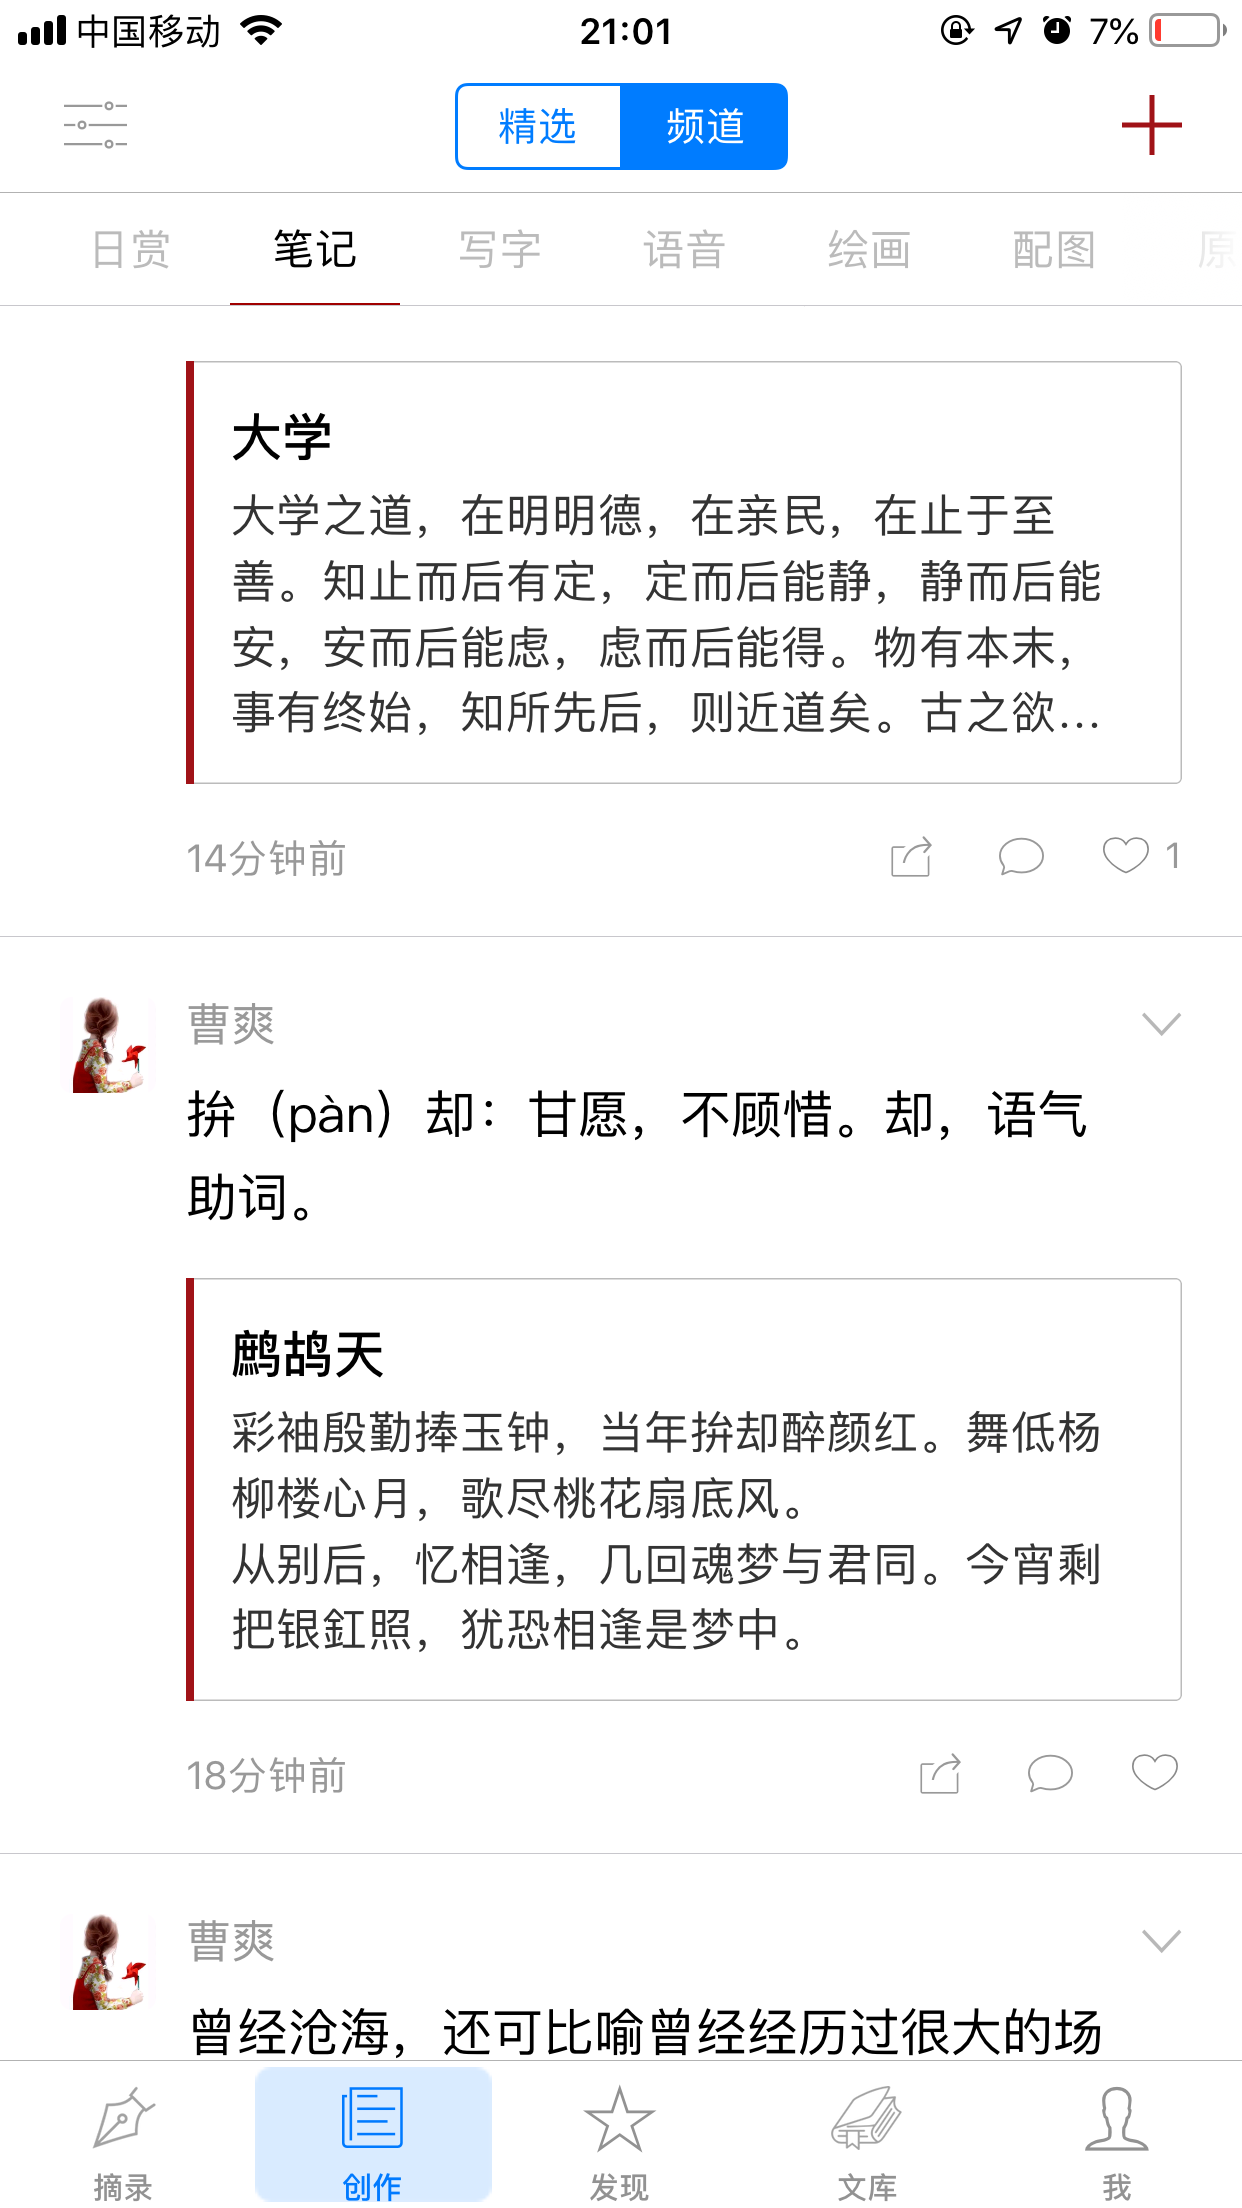 中国移动 21:01 7%
精选 频道
日赏 笔记 写字 语音 绘画 配图 原
大学
大学之道，在明明德，在亲民，在止于至
善。知止而后有定，定而后能静，静而后能
安，安而后能虑，虑而后能得。物有本末，
事有终始，知所先后，则近道矣。古之欲...
14分钟前 1
曹爽
拚（pàn）却：甘愿，不顾惜。却，语气
助词。
鹧鸪天
彩袖殷勤捧玉钟，当年拚却醉颜红。舞低杨
柳楼心月，歌尽桃花扇底风。
从别后，忆相逢，几回魂梦与君同。今宵剩
把银釭照，犹恐相逢是梦中。
18分钟前
曹爽
曾经沧海，还可比喻曾经经历过很大的场
摘录 创作 发现 文库 我